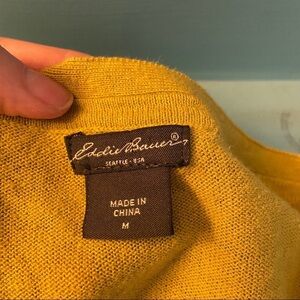 Eddie Bauer®
SEATTLE · USA
MADE IN
CHINA
M